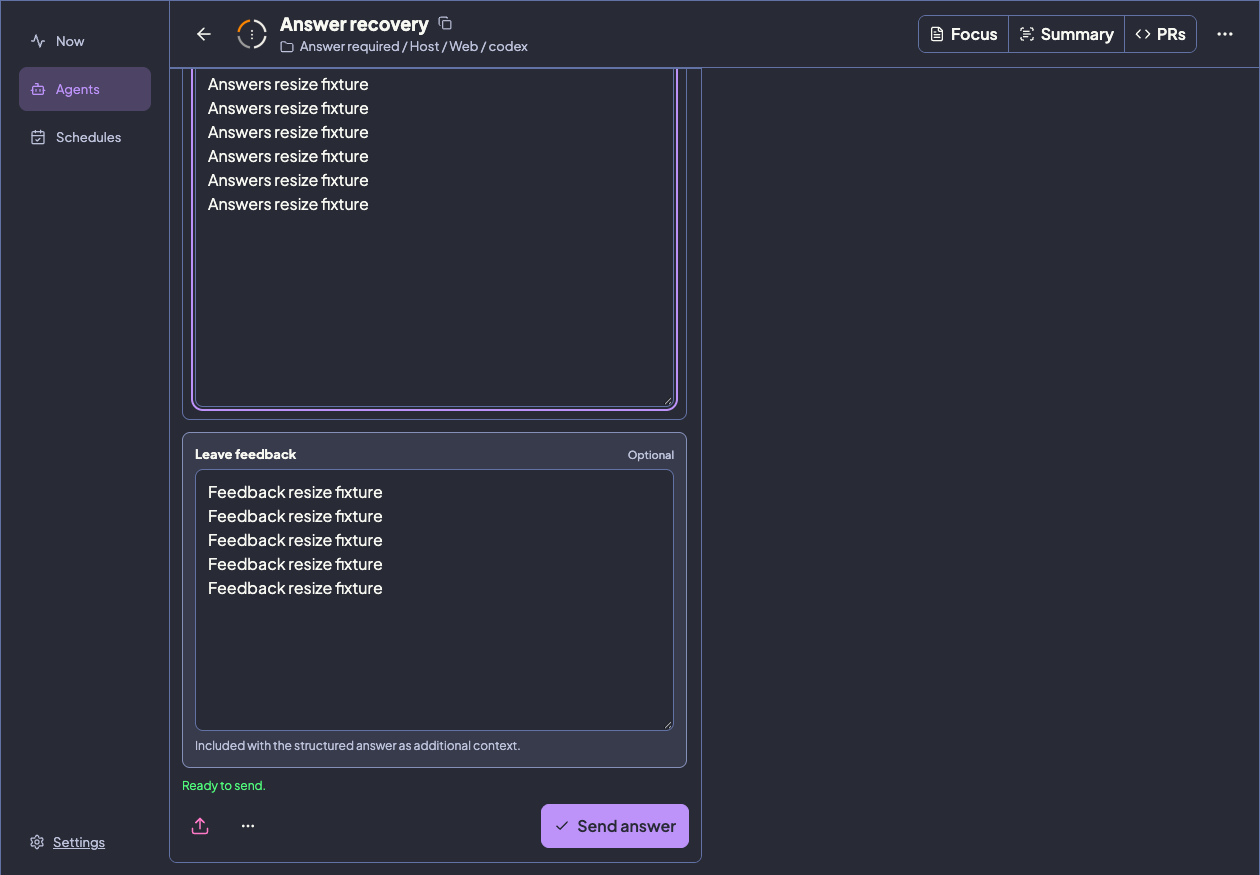 Now
Agents
Schedules
Settings
Answer recovery
Answer required / Host / Web / codex
Focus
Summary
PRs
Answers resize fixture
Answers resize fixture
Answers resize fixture
Answers resize fixture
Answers resize fixture
Answers resize fixture
Leave feedback
Optional
Feedback resize fixture
Feedback resize fixture
Feedback resize fixture
Feedback resize fixture
Feedback resize fixture
Included with the structured answer as additional context.
Ready to send.
Send answer